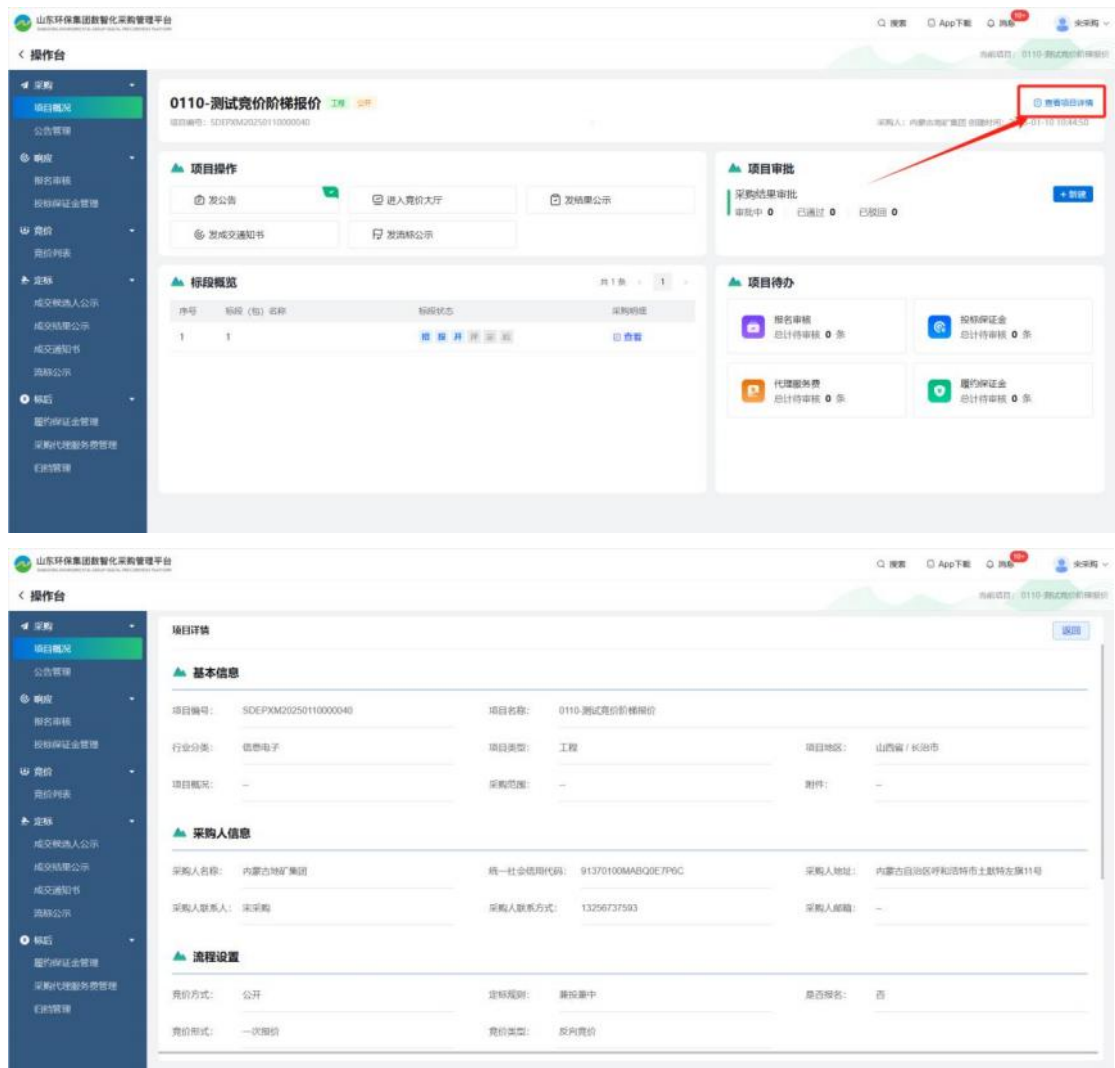 山东环保集团数智化采购管理平台
搜索 App下载 消息 10+ 宋采购
操作台
当前项目: 0110-测试竞价阶梯报价
采购
项目概况
公告管理
响应
报名审核
投标保证金管理
竞价
竞价列表
定标
成交候选人公示
成交结果公示
成交通知书
流标公示
标后
履约保证金管理
采购代理服务费管理
归档管理
0110-测试竞价阶梯报价 工程 公开
查看项目详情
项目编号: SDEPXM20250110000040
采购人: 内蒙古地矿集团 创建时间: -01-10 10:44:50
项目操作
发公告 进入竞价大厅 发结果公示
发成交通知书 发流标公示
项目审批
采购结果审批 + 新建
审批中 0 已通过 0 已驳回 0
标段概览
共 1 条 1
序号 标段（包）名称 标段状态 采购明细
1 1 招 投 开 评 定 查看
项目待办
报名审核
总计待审核 0 条
投标保证金
总计待审核 0 条
代理服务费
总计待审核 0 条
履约保证金
总计待审核 0 条
山东环保集团数智化采购管理平台
搜索 App下载 消息 10+ 宋采购
操作台
当前项目: 0110-测试竞价阶梯报价
采购
项目概况
公告管理
响应
报名审核
投标保证金管理
竞价
竞价列表
定标
成交候选人公示
成交结果公示
成交通知书
流标公示
标后
履约保证金管理
采购代理服务费管理
归档管理
项目详情 返回
基本信息
项目编号: SDEPXM20250110000040 项目名称: 0110-测试竞价阶梯报价
行业分类: 信息电子 项目类型: 工程 项目地区: 山西省 / 长治市
项目概况: -- 采购范围: -- 附件: --
采购人信息
采购人名称: 内蒙古地矿集团 统一社会信用代码: 91370100MABQ0E7P6C 采购人地址: 内蒙古自治区呼和浩特市土默特左旗11号
采购人联系人: 宋采购 采购人联系方式: 13256737593 采购人邮箱: --
流程设置
竞价方式: 公开 定标规则: 兼投兼中 是否报名: 否
竞价形式: 一次报价 竞价类型: 反向竞价